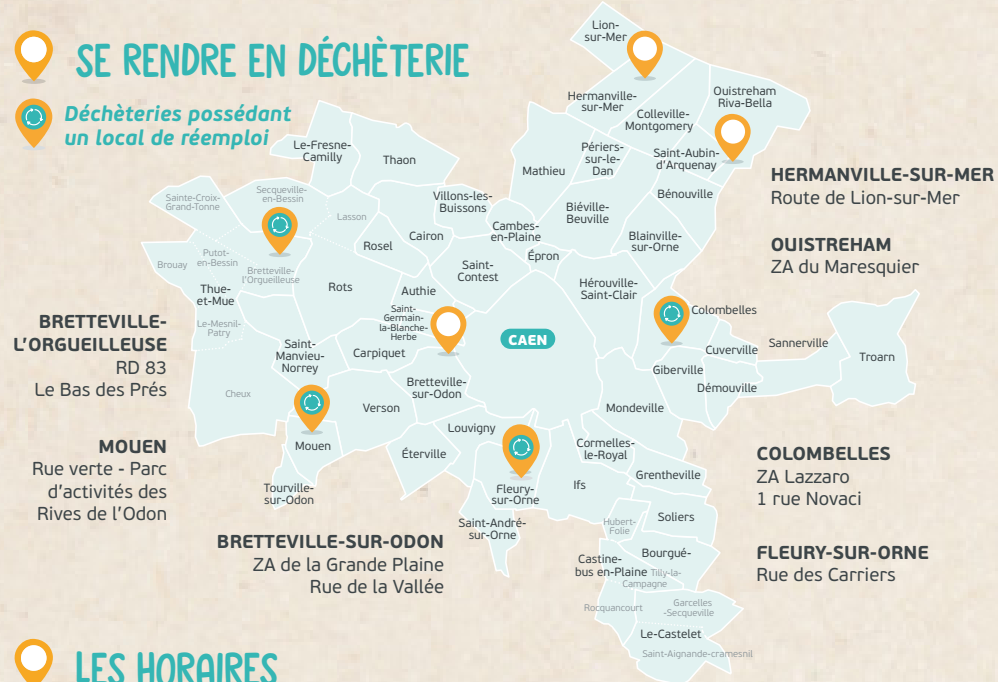 SE RENDRE EN DÉCHÈTERIE
Déchèteries possédant
un local de réemploi
Lion-
sur-Mer
Hermanville-
sur-Mer
Colleville-
Montgomery
Ouistreham
Riva-Bella
Périers-
sur-le-
Dan
Saint-Aubin-
d'Arquenay
Mathieu
Bénouville
Le-Fresne-
Camilly
Thaon
Sainte-Croix-
Grand-Tonne
Secqueville-
en-Bessin
Lasson
Villons-les-
Buissons
Cambes-
en-Plaine
Biéville-
Beuville
Blainville-
sur-Orne
Rosel
Cairon
Épron
Brouay
Putot-
en-Bessin
Bretteville-
l'Orgueilleuse
Saint-
Contest
Rots
Authie
Hérouville-
Saint-Clair
Thue-
et-Mue
Saint-
Germain-
la-Blanche-
Herbe
Colombelles
Le-Mesnil-
Patry
Saint-
Manvieu-
Norrey
Carpiquet
CAEN
Cuverville
Sannerville
Troarn
Giberville
Démouville
Cheux
Bretteville-
sur-Odon
Verson
Mondeville
Louvigny
Mouen
Éterville
Cormelles-
le-Royal
Grentheville
Tourville-
sur-Odon
Fleury-
sur-Orne
Ifs
Saint-André-
sur-Orne
Hubert-
Folie
Soliers
Bourgué-
Castine-
bus en-Plaine
Tilly-la-
Campagne
Rocquancourt
Garcelles
-Secqueville
Le-Castelet
Saint-Aignande-cramesnil
HERMANVILLE-SUR-MER
Route de Lion-sur-Mer
OUISTREHAM
ZA du Maresquier
BRETTEVILLE-
L'ORGUEILLEUSE
RD 83
Le Bas des Prés
MOUEN
Rue verte - Parc
d'activités des
Rives de l'Odon
BRETTEVILLE-SUR-ODON
ZA de la Grande Plaine
Rue de la Vallée
COLOMBELLES
ZA Lazzaro
1 rue Novaci
FLEURY-SUR-ORNE
Rue des Carriers
LES HORAIRES